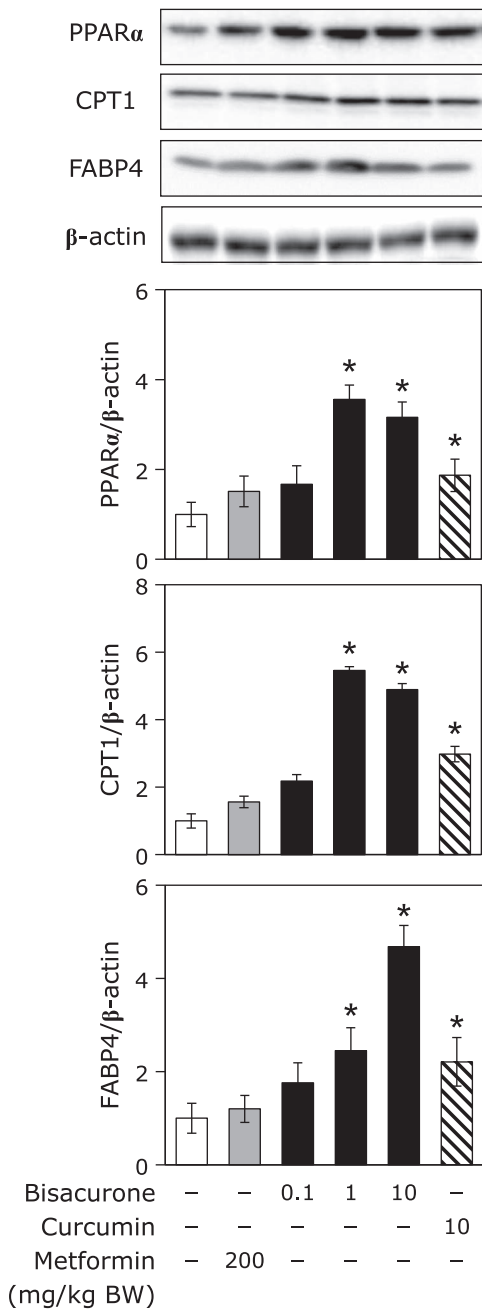 PPARα
CPT1
FABP4
β-actin
PPARα/β-actin
6
4
2
0
*
*
*
CPT1/β-actin
8
6
4
2
0
*
*
*
FABP4/β-actin
6
4
2
0
*
*
*
Bisacurone – – 0.1 1 10 –
Curcumin – – – – – 10
Metformin – 200 – – – –
(mg/kg BW)